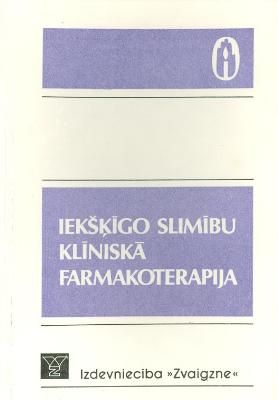 IEKŠĶĪGO SLIMĪBU
KLĪNISKĀ
FARMAKOTERAPIJA
Izdevniecība »Zvaigzne«